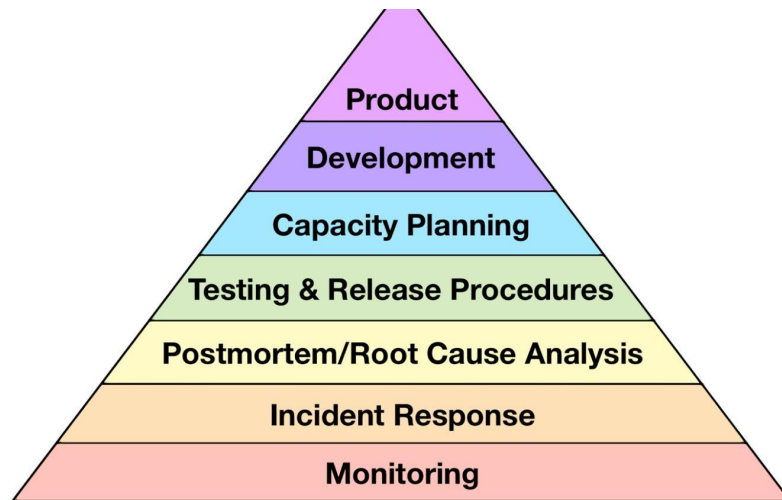 Product
Development
Capacity Planning
Testing & Release Procedures
Postmortem/Root Cause Analysis
Incident Response
Monitoring